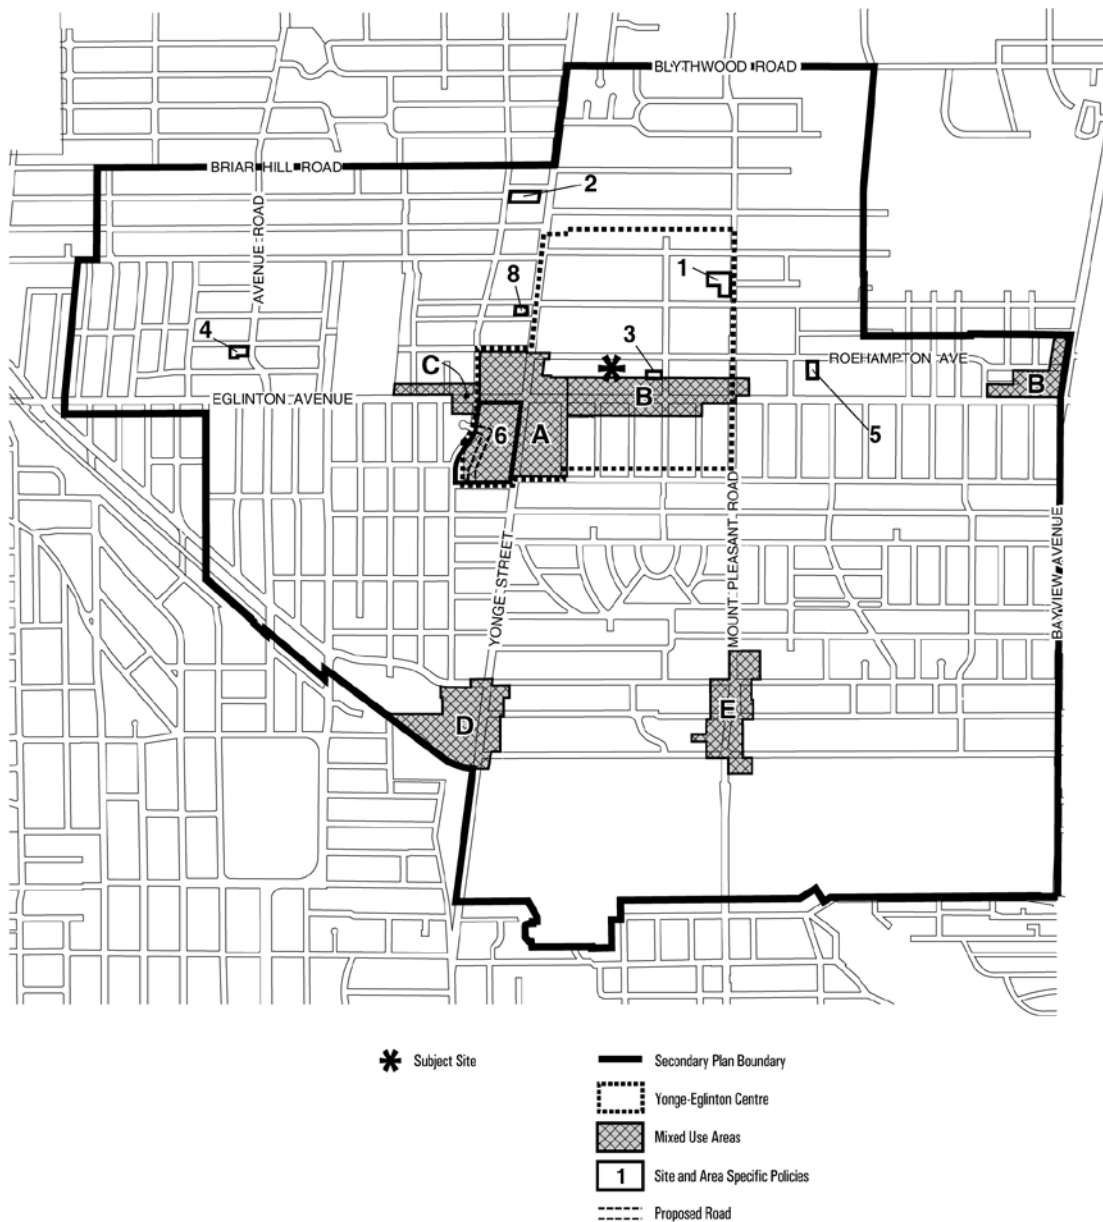 BLYTHWOOD ROAD
BRIAR HILL ROAD
2
AVENUE ROAD
1
8
4
3
C
ROEHAMPTON AVE
EGLINTON AVENUE
B
B
6
A
5
MOUNT PLEASANT ROAD
YONGE STREET
BAYVIEW AVENUE
D
E
Subject Site
Secondary Plan Boundary
Yonge-Eglinton Centre
Mixed Use Areas
1
Site and Area Specific Policies
Proposed Road